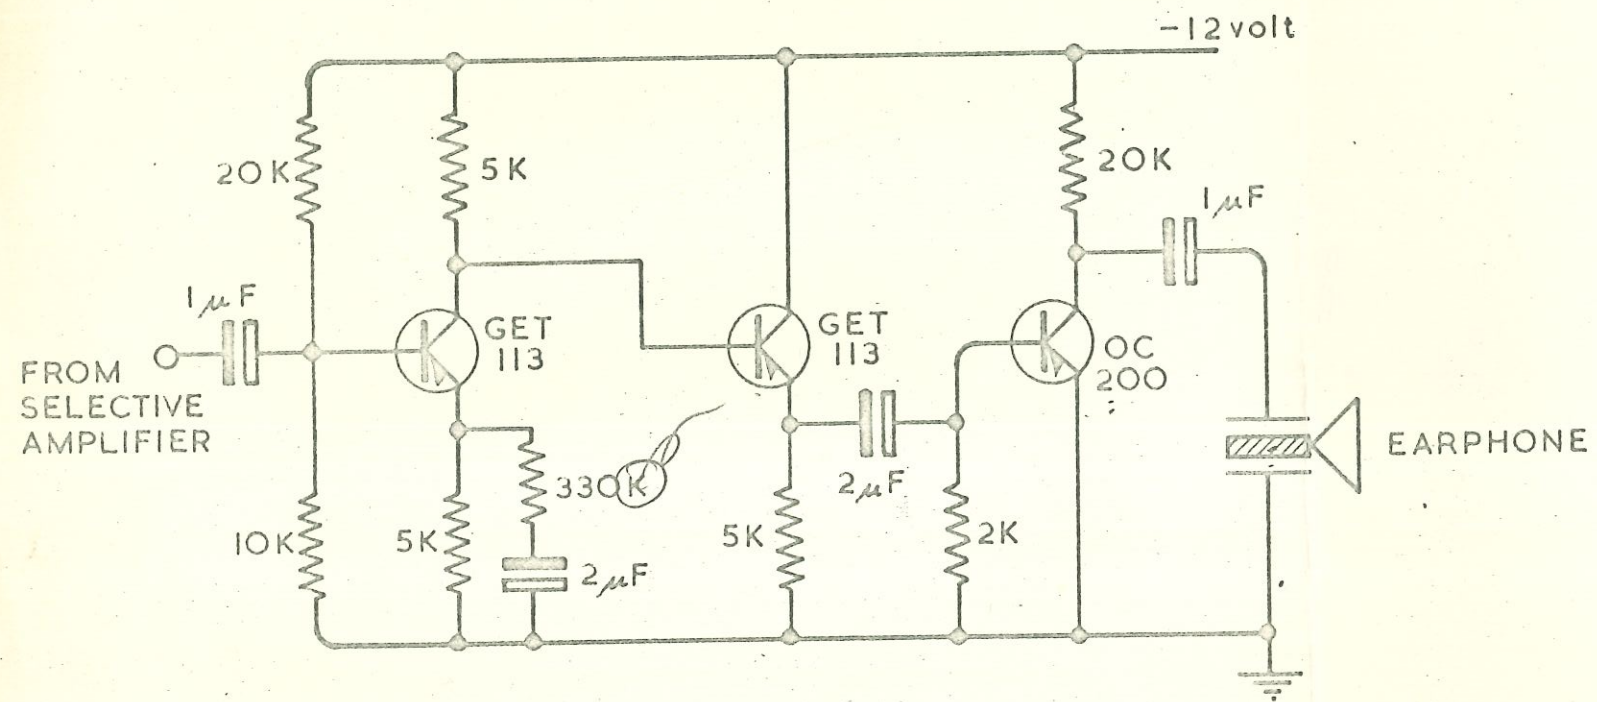 -12 volt
20K
5K
20K
1μF
1μF
GET
113
GET
113
OC
200
FROM
SELECTIVE
AMPLIFIER
EARPHONE
330K
2μF
10K
5K
2μF
5K
2K